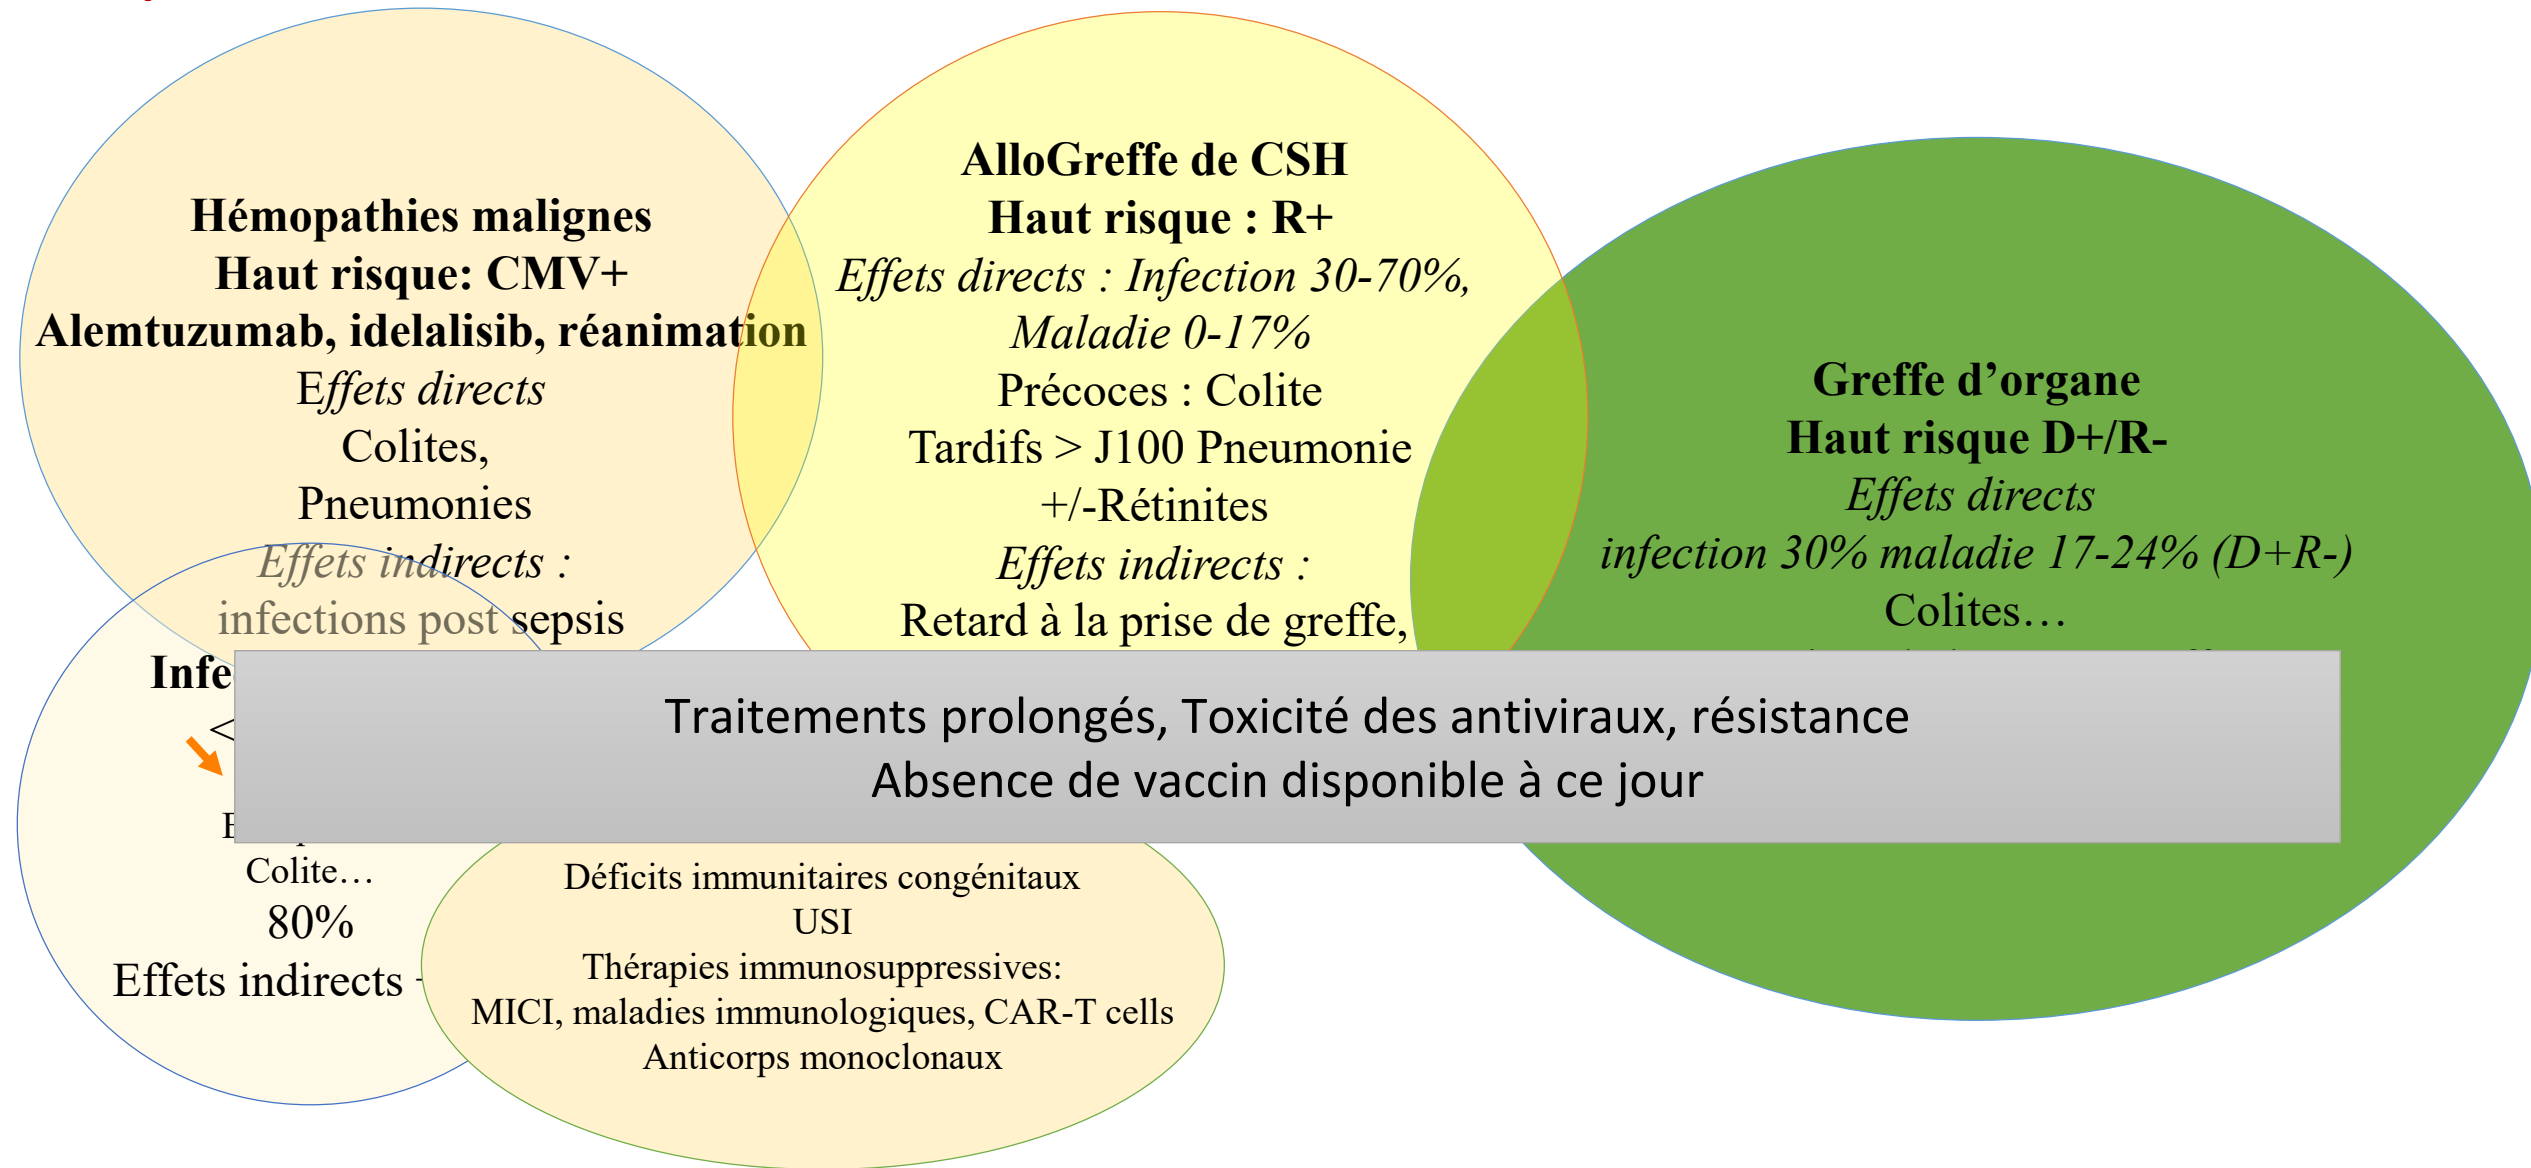 Hémopathies malignes
Haut risque: CMV+
Alemtuzumab, idelalisib, réanimation
Effets directs
Colites,
Pneumonies
Effets indirects :
infections post sepsis
AlloGreffe de CSH
Haut risque : R+
Effets directs : Infection 30-70%,
Maladie 0-17%
Précoces : Colite
Tardifs > J100 Pneumonie
+/-Rétinites
Effets indirects :
Retard à la prise de greffe,
Greffe d’organe
Haut risque D+/R-
Effets directs
infection 30% maladie 17-24% (D+R-)
Colites…
Traitements prolongés, Toxicité des antiviraux, résistance
Absence de vaccin disponible à ce jour
<
Colite…
80%
Effets indirects
Déficits immunitaires congénitaux
USI
Thérapies immunosuppressives:
MICI, maladies immunologiques, CAR-T cells
Anticorps monoclonaux